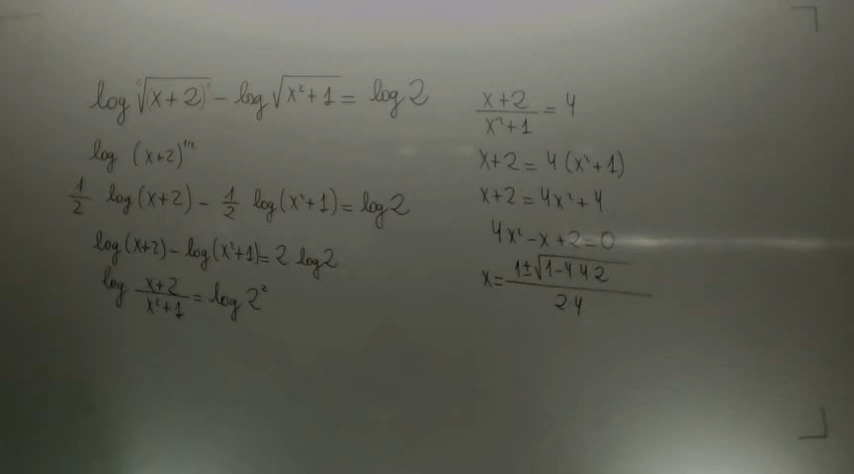 log √(x+2) - log √(x²+1) = log 2
log (x+2)^1/2
1/2 log (x+2) - 1/2 log (x²+1) = log 2
log (x+2) - log (x²+1) = 2 log 2
log (x+2)/(x²+1) = log 2²
(x+2)/(x²+1) = 4
x+2 = 4 (x²+1)
x+2 = 4x² + 4
4x² - x + 2 = 0
x = (1±√(1-4 4 2))/(2 4)